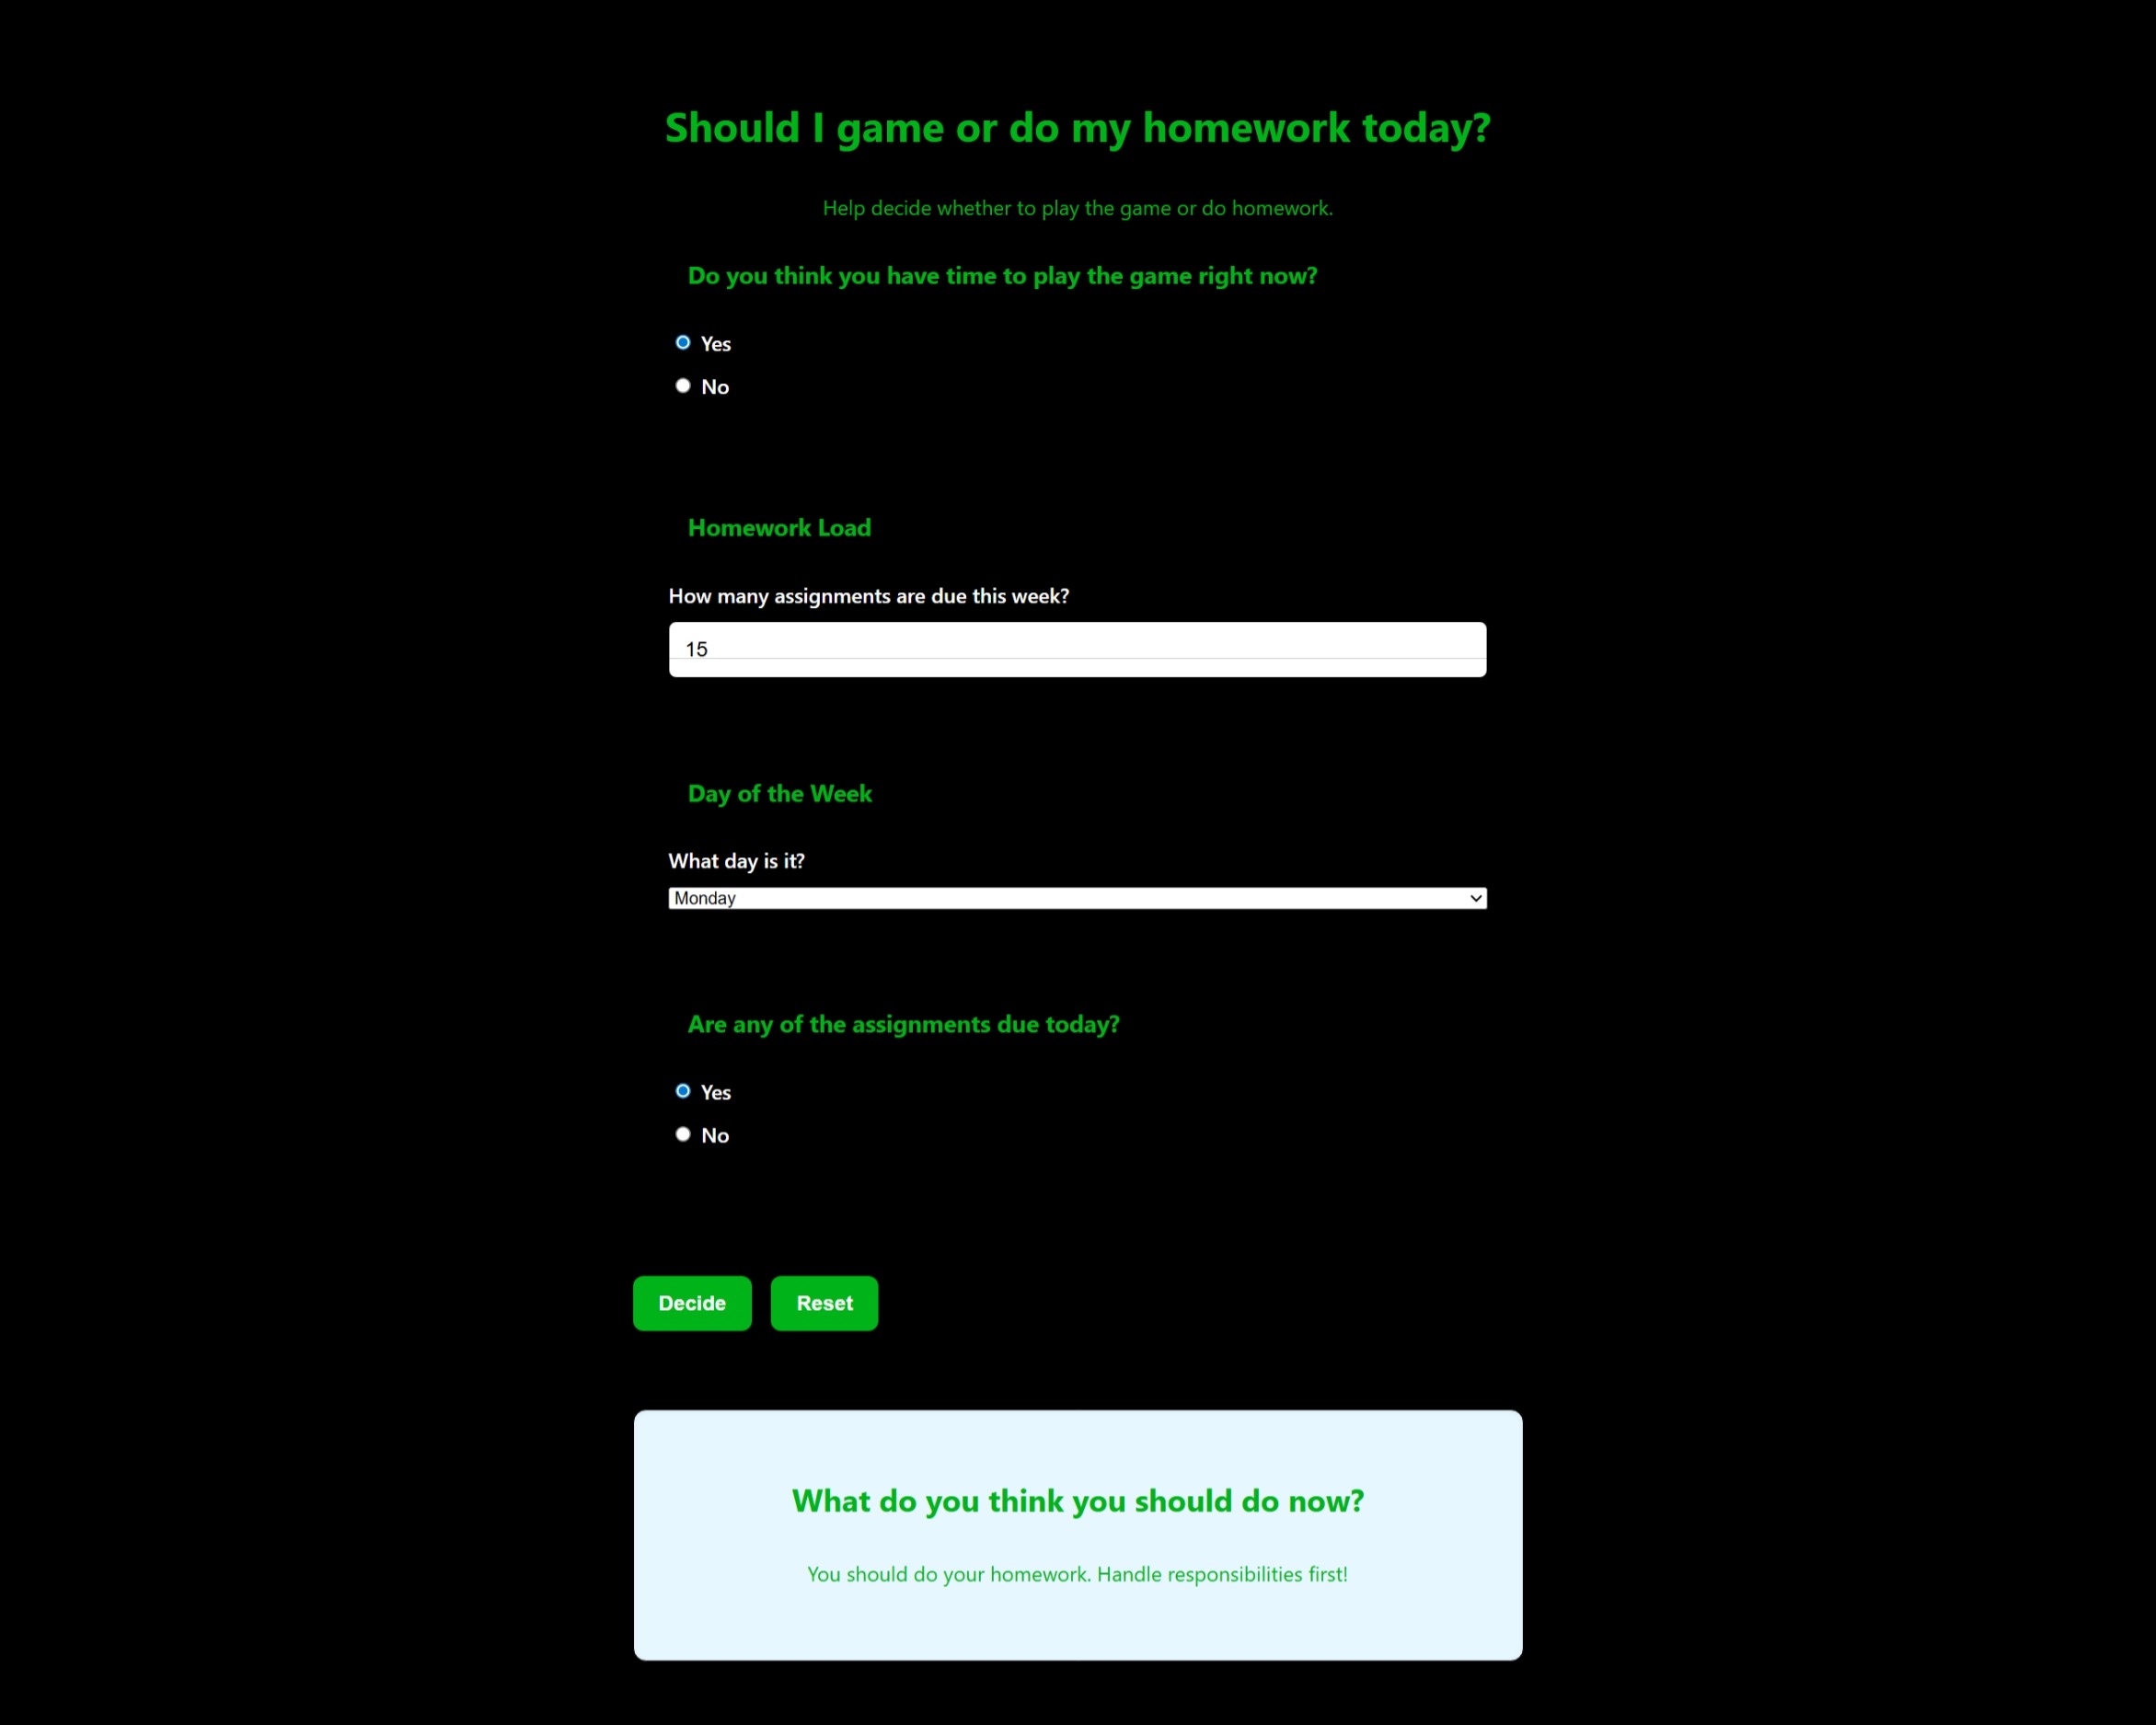 Should I game or do my homework today?
Help decide whether to play the game or do homework.
Do you think you have time to play the game right now?
Yes
No
Homework Load
How many assignments are due this week?
15
Day of the Week
What day is it?
Monday
Are any of the assignments due today?
Yes
No
Decide Reset
What do you think you should do now?
You should do your homework. Handle responsibilities first!